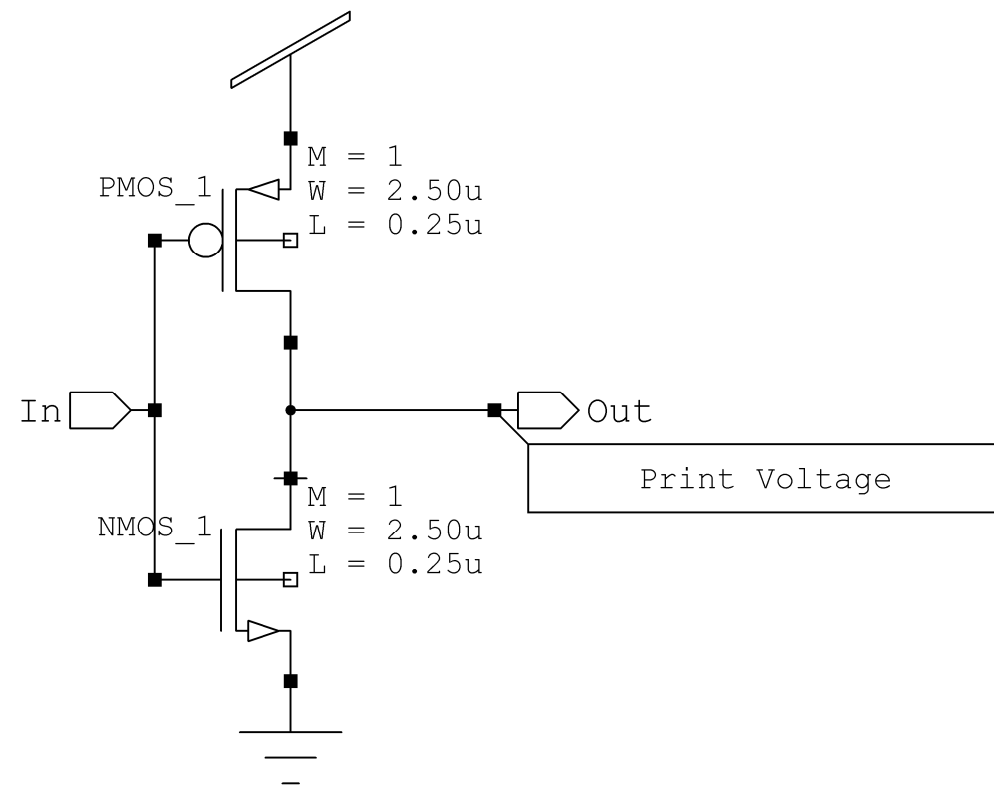 M = 1
PMOS_1
W = 2.50u
L = 0.25u
In
Out
Print Voltage
M = 1
NMOS_1
W = 2.50u
L = 0.25u